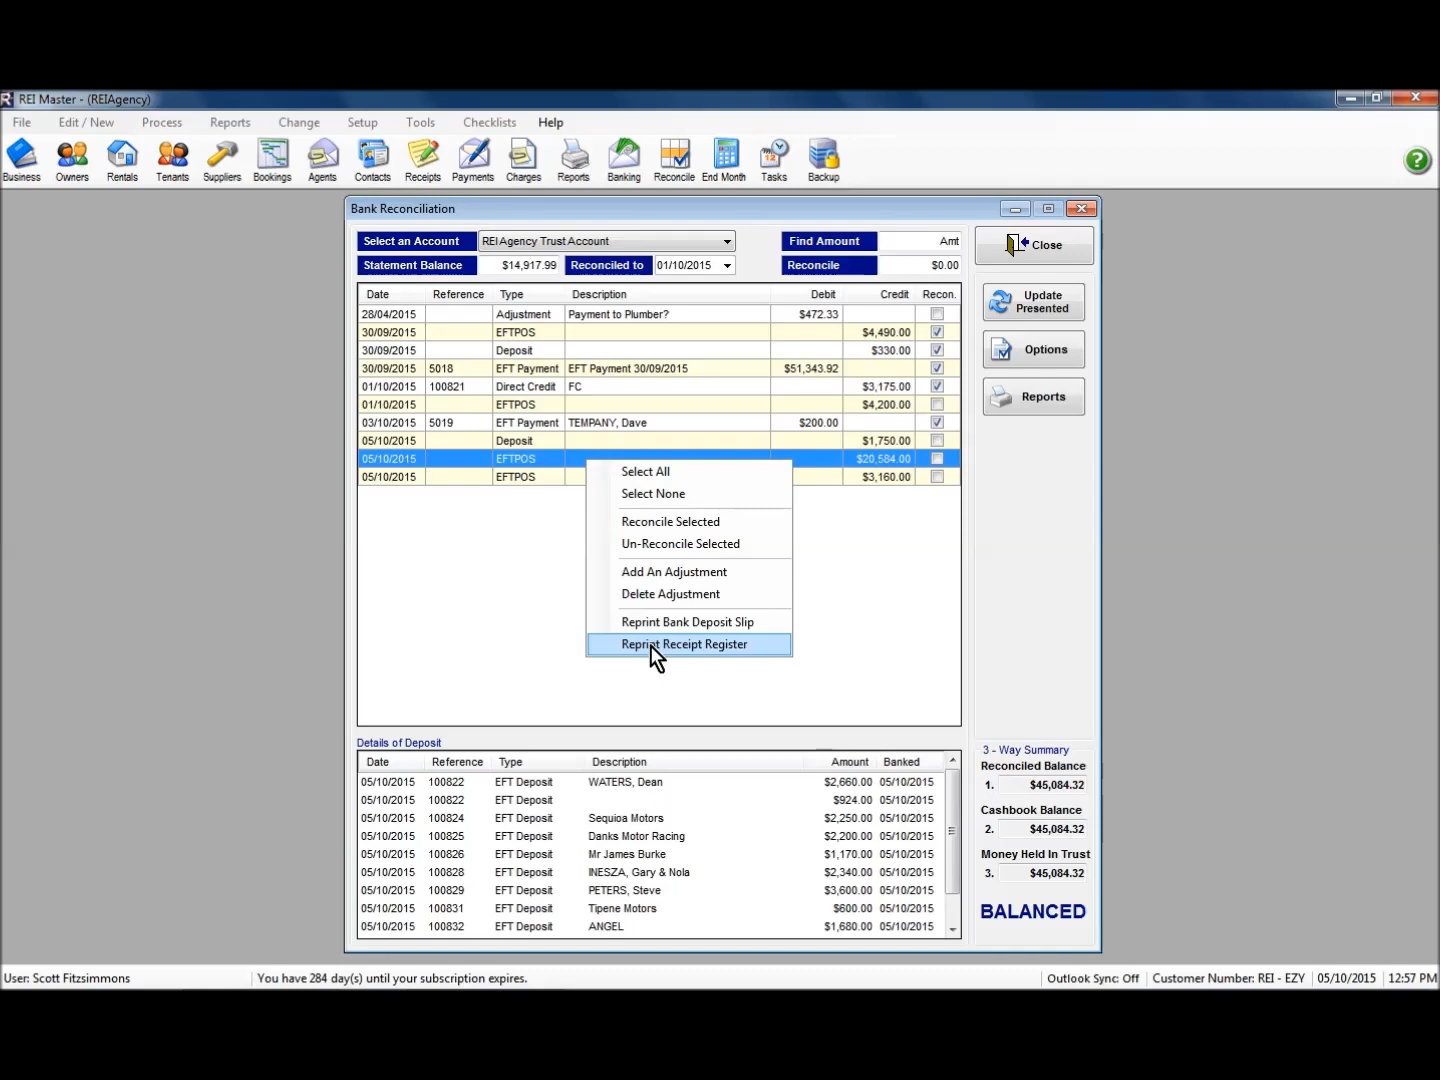 REI Master - (REIAgency)
File Edit / New Process Reports Change Setup Tools Checklists Help
Business Owners Rentals Tenants Suppliers Bookings Agents Contacts Receipts Payments Charges Reports Banking Reconcile End Month Tasks Backup
Bank Reconciliation
Select an Account REI Agency Trust Account Find Amount Amt Close
Statement Balance $14,917.99 Reconciled to 01/10/2015 Reconcile $0.00
Date Reference Type Description Debit Credit Recon.
28/04/2015 Adjustment Payment to Plumber? $472.33
30/09/2015 EFTPOS $4,490.00
30/09/2015 Deposit $330.00
30/09/2015 5018 EFT Payment EFT Payment 30/09/2015 $51,343.92
01/10/2015 100821 Direct Credit FC $3,175.00
01/10/2015 EFTPOS $4,200.00
03/10/2015 5019 EFT Payment TEMPANY, Dave $200.00
05/10/2015 Deposit $1,750.00
05/10/2015 EFTPOS $20,584.00
05/10/2015 EFTPOS $3,160.00
Select All
Select None
Reconcile Selected
Un-Reconcile Selected
Add An Adjustment
Delete Adjustment
Reprint Bank Deposit Slip
Reprint Receipt Register
Update
Presented
Options
Reports
Details of Deposit
Date Reference Type Description Amount Banked
05/10/2015 100822 EFT Deposit WATERS, Dean $2,660.00 05/10/2015
05/10/2015 100822 EFT Deposit $924.00 05/10/2015
05/10/2015 100824 EFT Deposit Sequioa Motors $2,250.00 05/10/2015
05/10/2015 100825 EFT Deposit Danks Motor Racing $2,200.00 05/10/2015
05/10/2015 100826 EFT Deposit Mr James Burke $1,170.00 05/10/2015
05/10/2015 100828 EFT Deposit INESZA, Gary & Nola $2,340.00 05/10/2015
05/10/2015 100829 EFT Deposit PETERS, Steve $3,600.00 05/10/2015
05/10/2015 100831 EFT Deposit Tipene Motors $600.00 05/10/2015
05/10/2015 100832 EFT Deposit ANGEL $1,680.00 05/10/2015
3 - Way Summary
Reconciled Balance
1. $45,084.32
Cashbook Balance
2. $45,084.32
Money Held In Trust
3. $45,084.32
BALANCED
User: Scott Fitzsimmons You have 284 day(s) until your subscription expires. Outlook Sync: Off Customer Number: REI - EZY 05/10/2015 12:57 PM